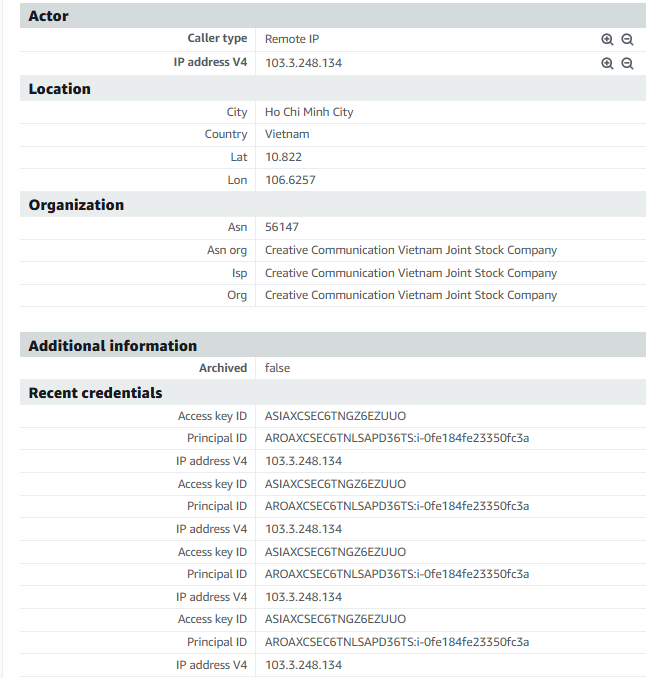 Actor
Caller type Remote IP
IP address V4 103.3.248.134
Location
City Ho Chi Minh City
Country Vietnam
Lat 10.822
Lon 106.6257
Organization
Asn 56147
Asn org Creative Communication Vietnam Joint Stock Company
Isp Creative Communication Vietnam Joint Stock Company
Org Creative Communication Vietnam Joint Stock Company
Additional information
Archived false
Recent credentials
Access key ID ASIAXCSEC6TNGZ6EZUUO
Principal ID AROAXCSEC6TNLSAPD36TS:i-0fe184fe23350fc3a
IP address V4 103.3.248.134
Access key ID ASIAXCSEC6TNGZ6EZUUO
Principal ID AROAXCSEC6TNLSAPD36TS:i-0fe184fe23350fc3a
IP address V4 103.3.248.134
Access key ID ASIAXCSEC6TNGZ6EZUUO
Principal ID AROAXCSEC6TNLSAPD36TS:i-0fe184fe23350fc3a
IP address V4 103.3.248.134
Access key ID ASIAXCSEC6TNGZ6EZUUO
Principal ID AROAXCSEC6TNLSAPD36TS:i-0fe184fe23350fc3a
IP address V4 103.3.248.134